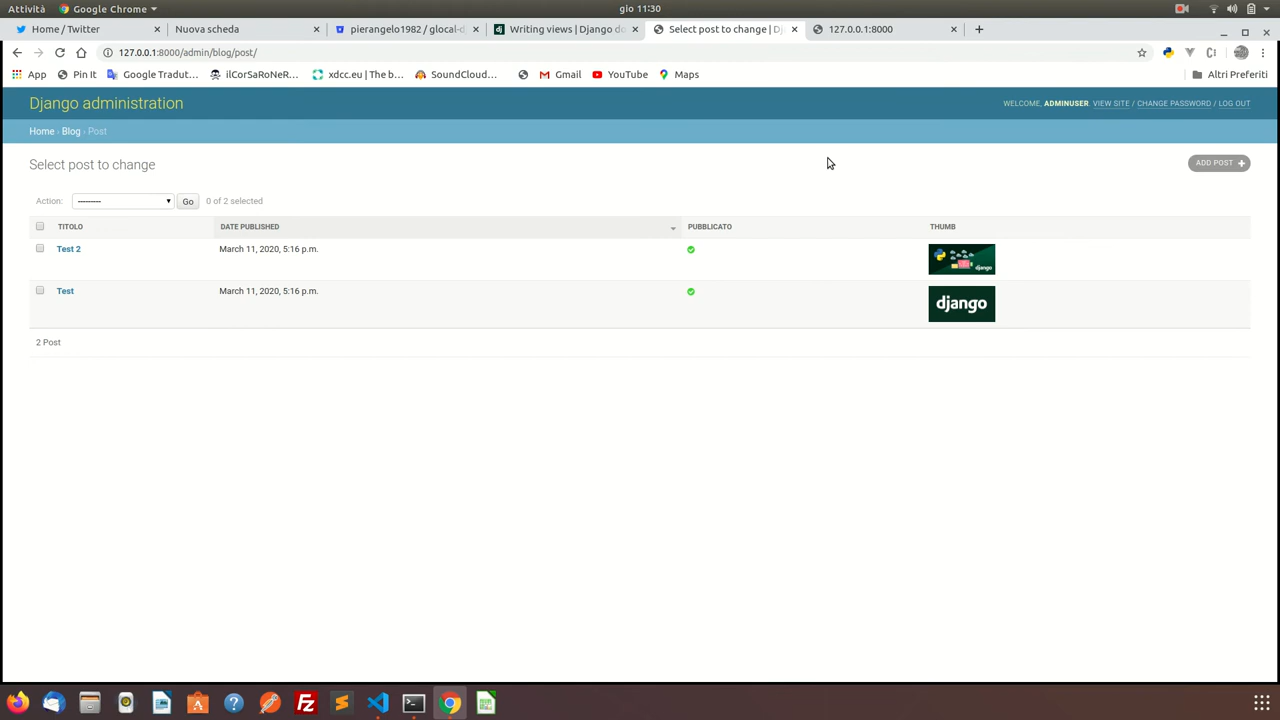 Attività
Google Chrome
gio 11:30
Home / Twitter
Nuova scheda
pierangelo1982 / glocal-d
Writing views | Django do
Select post to change | Dj
127.0.0.1:8000
127.0.0.1:8000/admin/blog/post/
App
Pin It
Google Tradut...
ilCorSaRoNeR...
xdcc.eu | The b...
SoundCloud...
Gmail
YouTube
Maps
Altri Preferiti
Django administration
WELCOME, ADMINUSER. VIEW SITE / CHANGE PASSWORD / LOG OUT
Home › Blog › Post
Select post to change
ADD POST
Action: --------- Go 0 of 2 selected
TITOLO DATE PUBLISHED PUBBLICATO THUMB
Test 2 March 11, 2020, 5:16 p.m.
django
Test March 11, 2020, 5:16 p.m.
django
2 Post